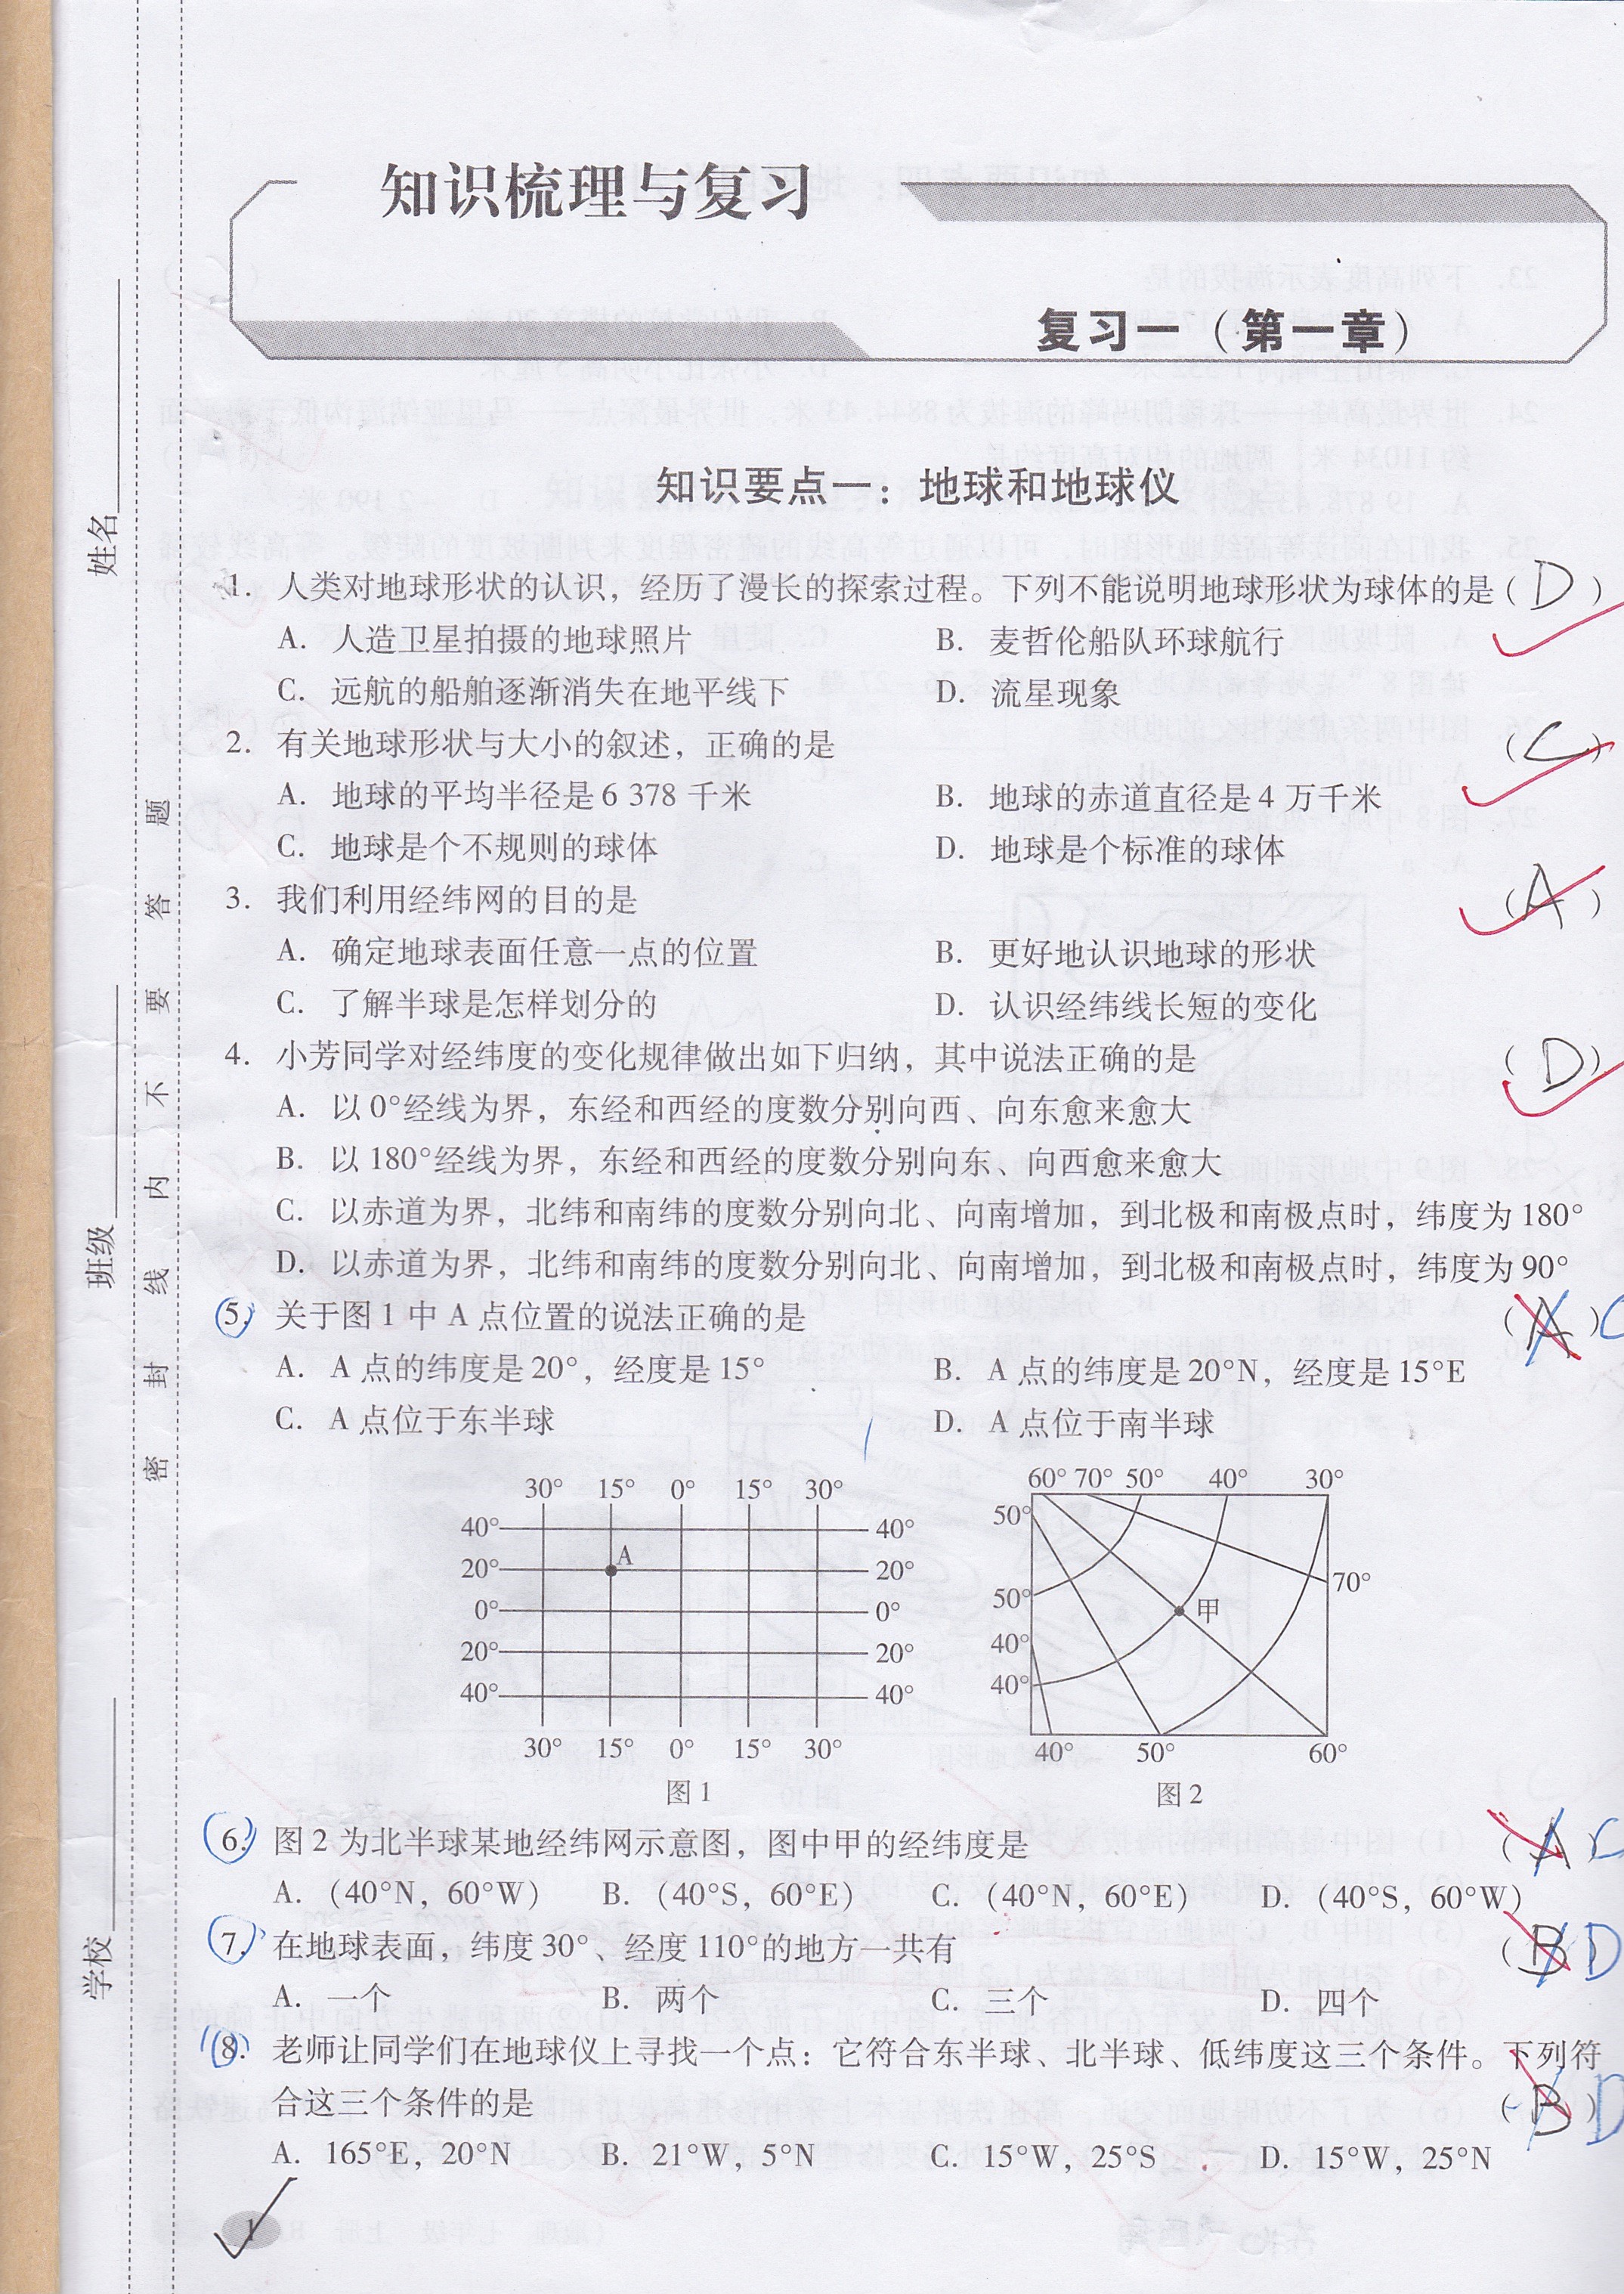 知识梳理与复习
复习一（第一章）
知识要点一：地球和地球仪
1. 人类对地球形状的认识，经历了漫长的探索过程。下列不能说明地球形状为球体的是（D）
A. 人造卫星拍摄的地球照片 B. 麦哲伦船队环球航行
C. 远航的船舶逐渐消失在地平线下 D. 流星现象
2. 有关地球形状与大小的叙述，正确的是（C）
A. 地球的平均半径是 6 378 千米 B. 地球的赤道直径是 4 万千米
C. 地球是个不规则的球体 D. 地球是个标准的球体
3. 我们利用经纬网的目的是（A）
A. 确定地球表面任意一点的位置 B. 更好地认识地球的形状
C. 了解半球是怎样划分的 D. 认识经纬线长短的变化
4. 小芳同学对经纬度的变化规律做出如下归纳，其中说法正确的是（D）
A. 以 0°经线为界，东经和西经的度数分别向西、向东愈来愈大
B. 以 180°经线为界，东经和西经的度数分别向东、向西愈来愈大
C. 以赤道为界，北纬和南纬的度数分别向北、向南增加，到北极和南极点时，纬度为 180°
D. 以赤道为界，北纬和南纬的度数分别向北、向南增加，到北极和南极点时，纬度为 90°
5. 关于图 1 中 A 点位置的说法正确的是（A）C
A. A 点的纬度是 20°，经度是 15° B. A 点的纬度是 20°N，经度是 15°E
C. A 点位于东半球 D. A 点位于南半球
30° 15° 0° 15° 30°
40° 40°
A
20° 20°
0° 0°
20° 20°
40° 40°
30° 15° 0° 15° 30°
图 1
60° 70° 50° 40° 30°
50°
70°
50°
甲
40°
40°
40° 50° 60°
图 2
6. 图 2 为北半球某地经纬网示意图，图中甲的经纬度是（A）C
A.（40°N，60°W） B.（40°S，60°E） C.（40°N，60°E） D.（40°S，60°W）
7. 在地球表面，纬度 30°、经度 110°的地方一共有（B）D
A. 一个 B. 两个 C. 三个 D. 四个
8. 老师让同学们在地球仪上寻找一个点：它符合东半球、北半球、低纬度这三个条件。下列符
合这三个条件的是（B）D
A. 165°E，20°N B. 21°W，5°N C. 15°W，25°S D. 15°W，25°N
1
姓名
班级
学校
密 封 线 内 不 要 答 题